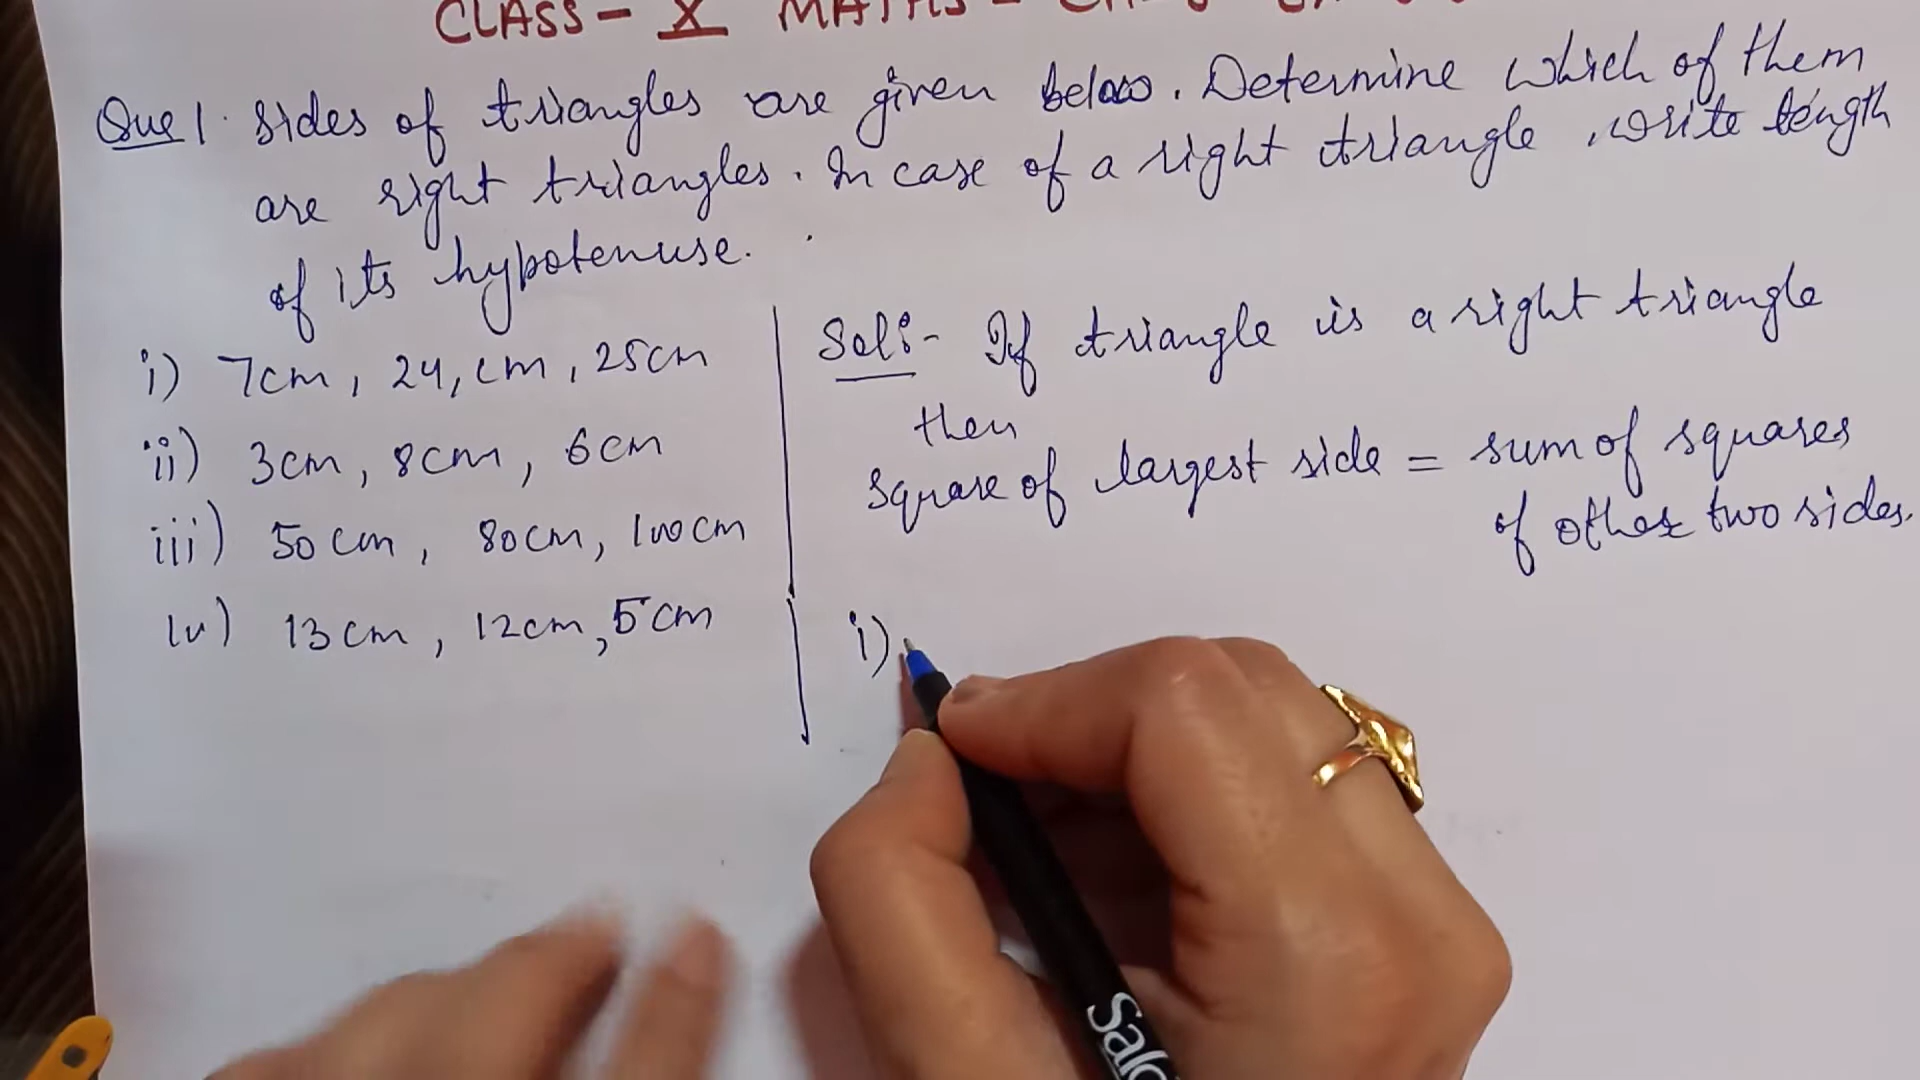 CLASS - X MATHS -
Que 1. Sides of triangles are given below. Determine which of them
are right triangles. In case of a right triangle, write length
of its hypotenuse.
i) 7cm, 24, cm, 25cm
ii) 3cm, 8cm, 6cm
iii) 50cm, 80cm, 100cm
iv) 13cm, 12cm, 5cm
Sol:- If triangle is a right triangle
then
square of largest side = sum of squares
of other two sides.
i)